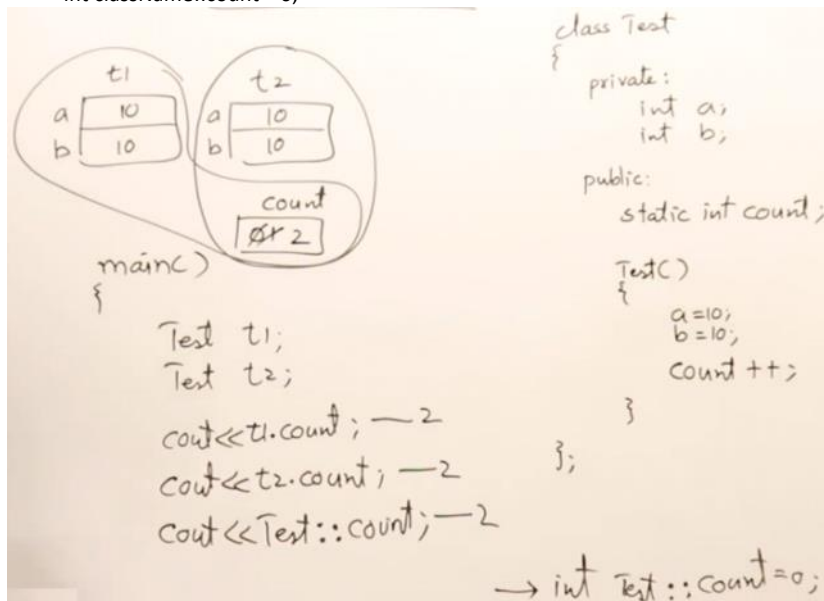 t1 t2
a 10 a 10
b 10 b 10
count
2
main()
{
Test t1;
Test t2;
cout<<t1.count; — 2
cout<<t2.count; — 2
cout<<Test::count; — 2
class Test
{
private:
int a;
int b;
public:
static int count;
Test()
{
a=10;
b=10;
count ++;
}
};
→ int Test::count=0;